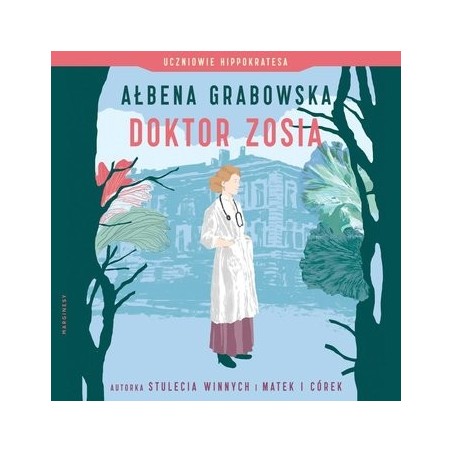 UCZNIOWIE HIPPOKRATESA
AŁBENA GRABOWSKA
DOKTOR ZOSIA
MARGINESY
AUTORKA STULECIA WINNYCH I MATEK I CÓREK